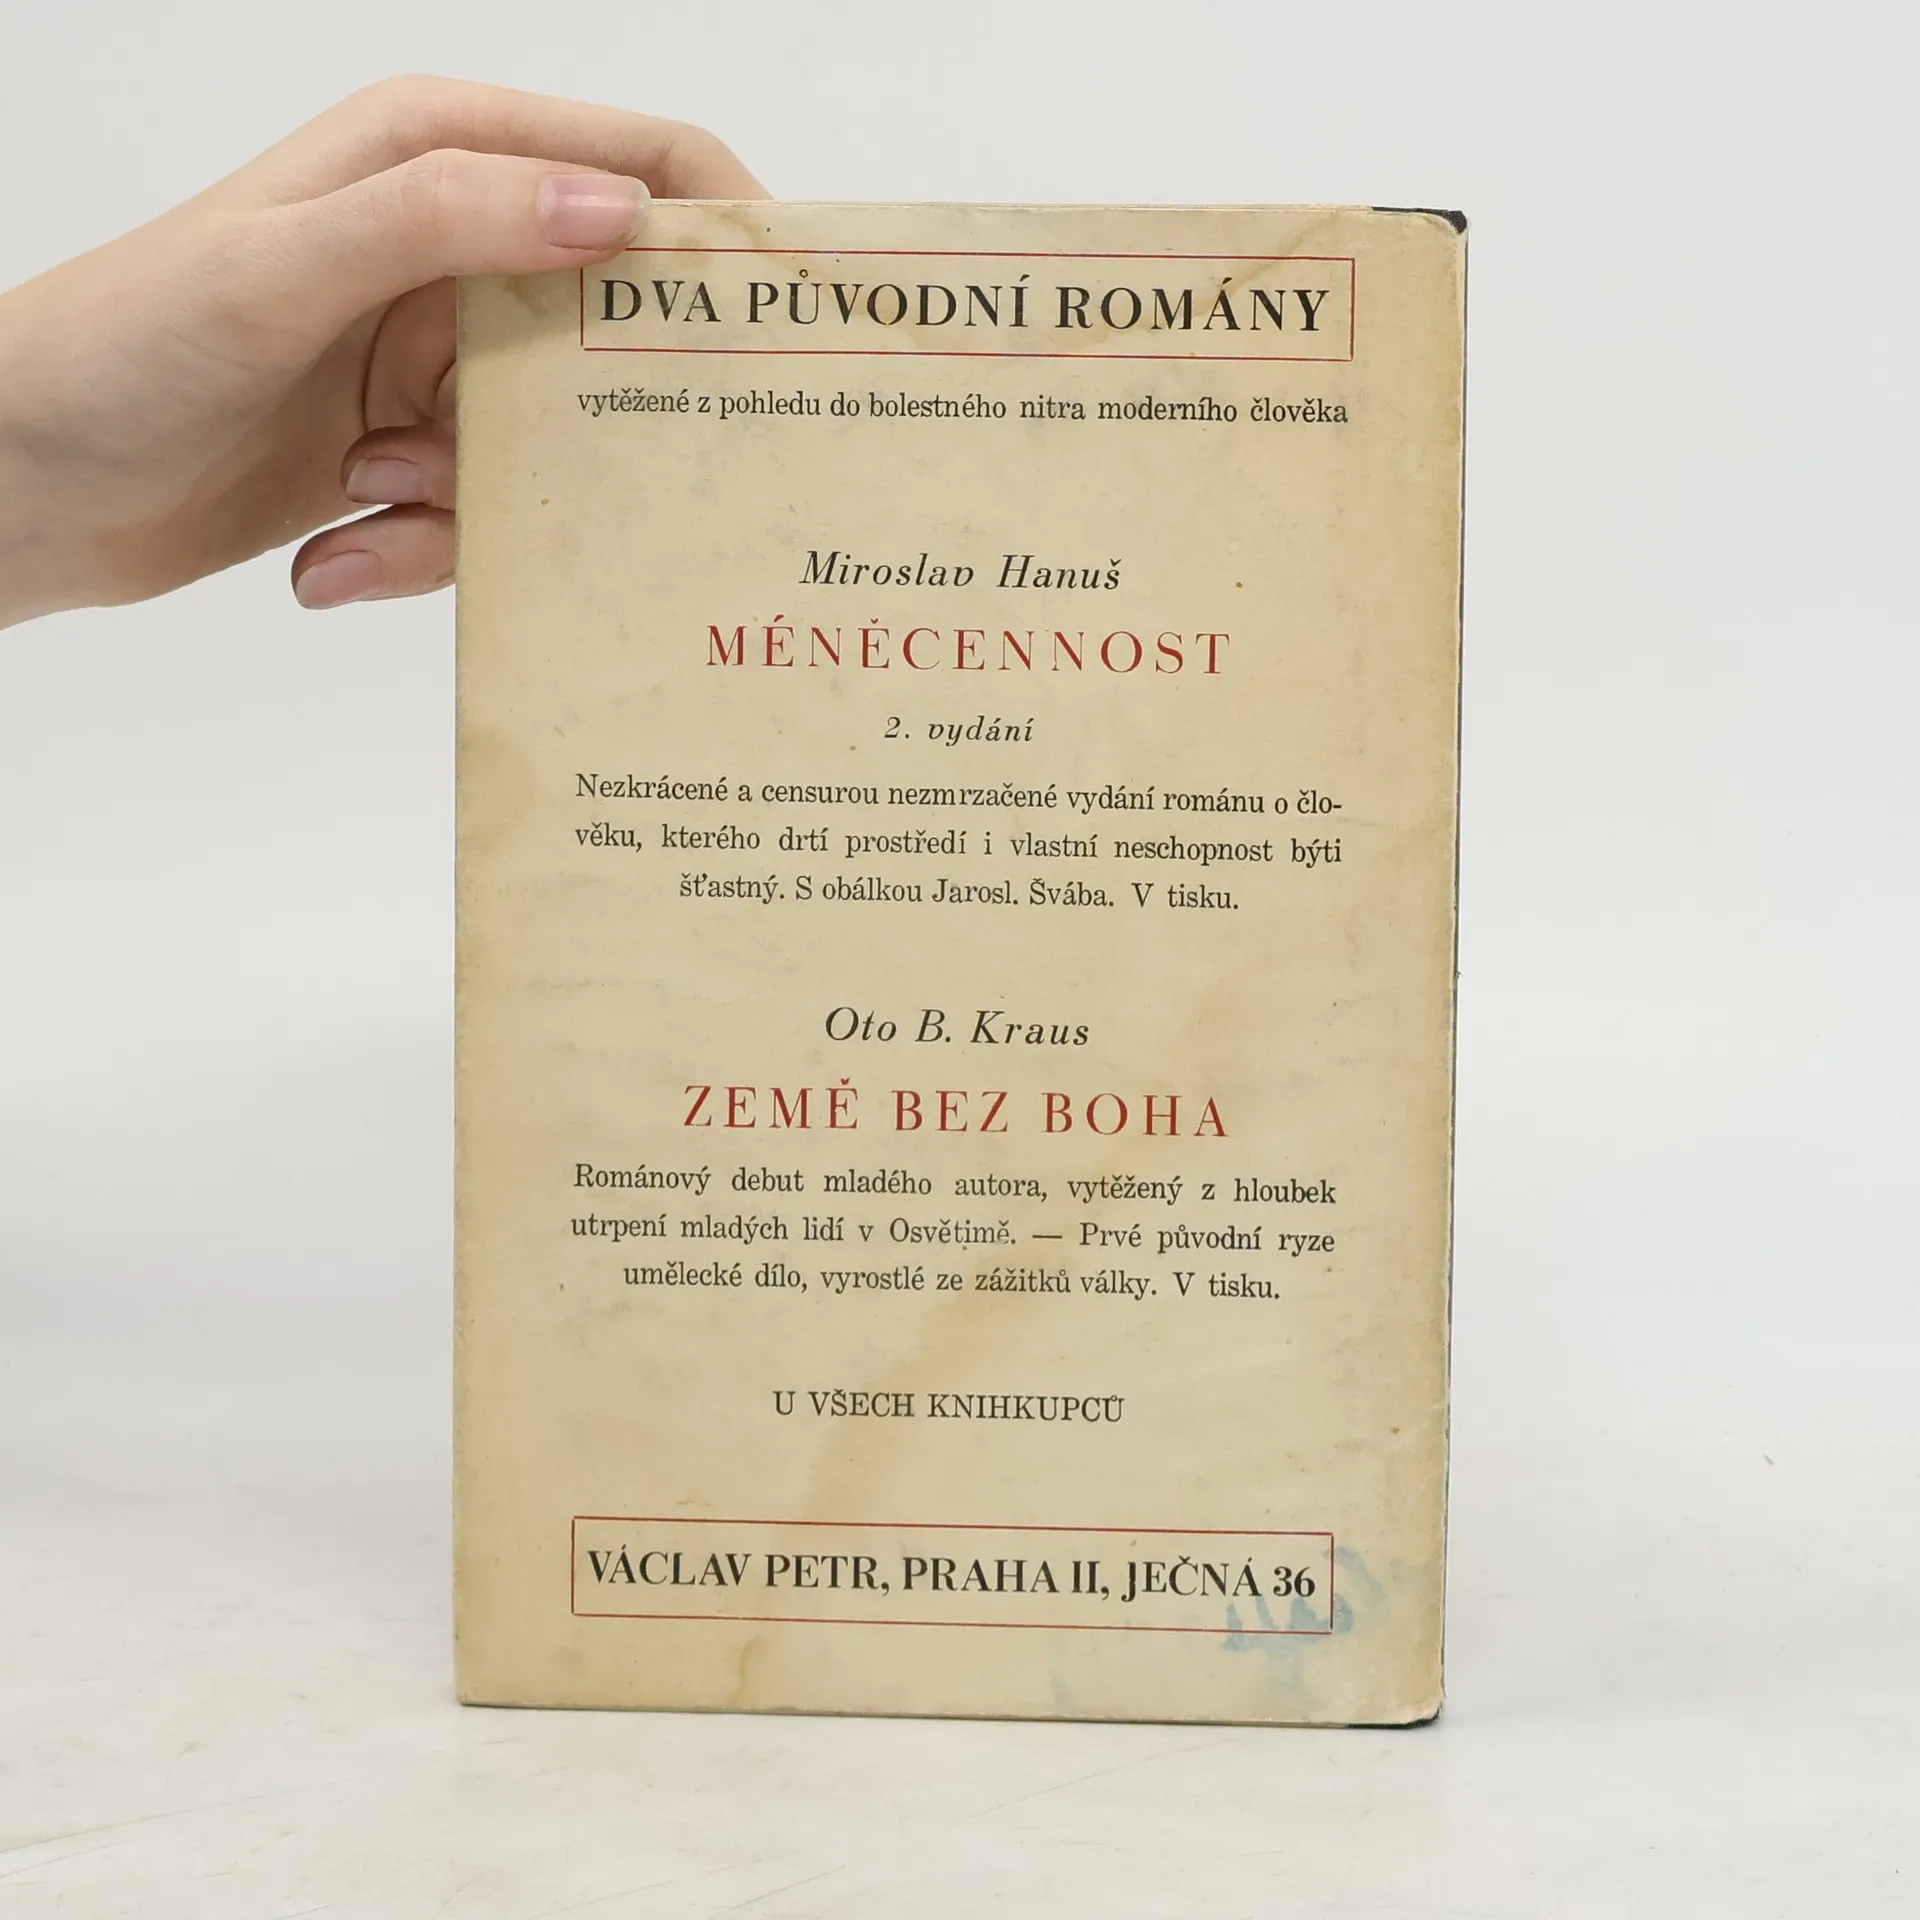 DVA PŮVODNÍ ROMÁNY
vytěžené z pohledu do bolestného nitra moderního člověka
Miroslav Hanuš
MÉNĚCENNOST
2. vydání
Nezkrácené a censurou nezmrzačené vydání románu o člo-
věku, kterého drtí prostředí i vlastní neschopnost býti
šťastný. S obálkou Jarosl. Švába. V tisku.
Oto B. Kraus
ZEMĚ BEZ BOHA
Románový debut mladého autora, vytěžený z hloubek
utrpení mladých lidí v Osvětimě. — Prvé původní ryze
umělecké dílo, vyrostlé ze zážitků války. V tisku.
U VŠECH KNIHKUPCŮ
VÁCLAV PETR, PRAHA II, JEČNÁ 36